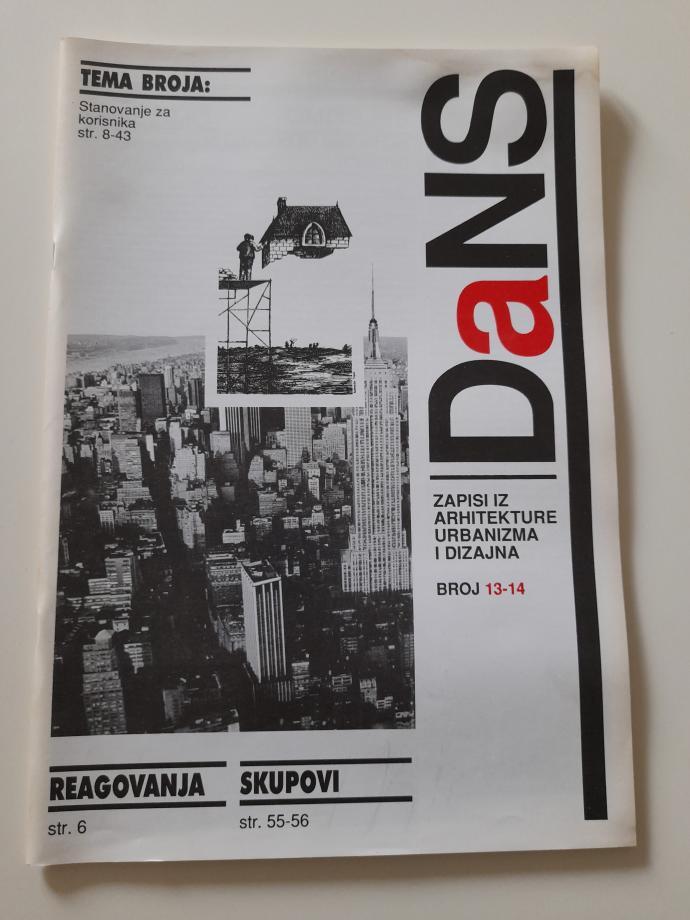 TEMA BROJA:
Stanovanje za
korisnika
str. 8-43
DaNS
ZAPISI IZ
ARHITEKTURE
URBANIZMA
I DIZAJNA
BROJ 13-14
REAGOVANJA
str. 6
SKUPOVI
str. 55-56